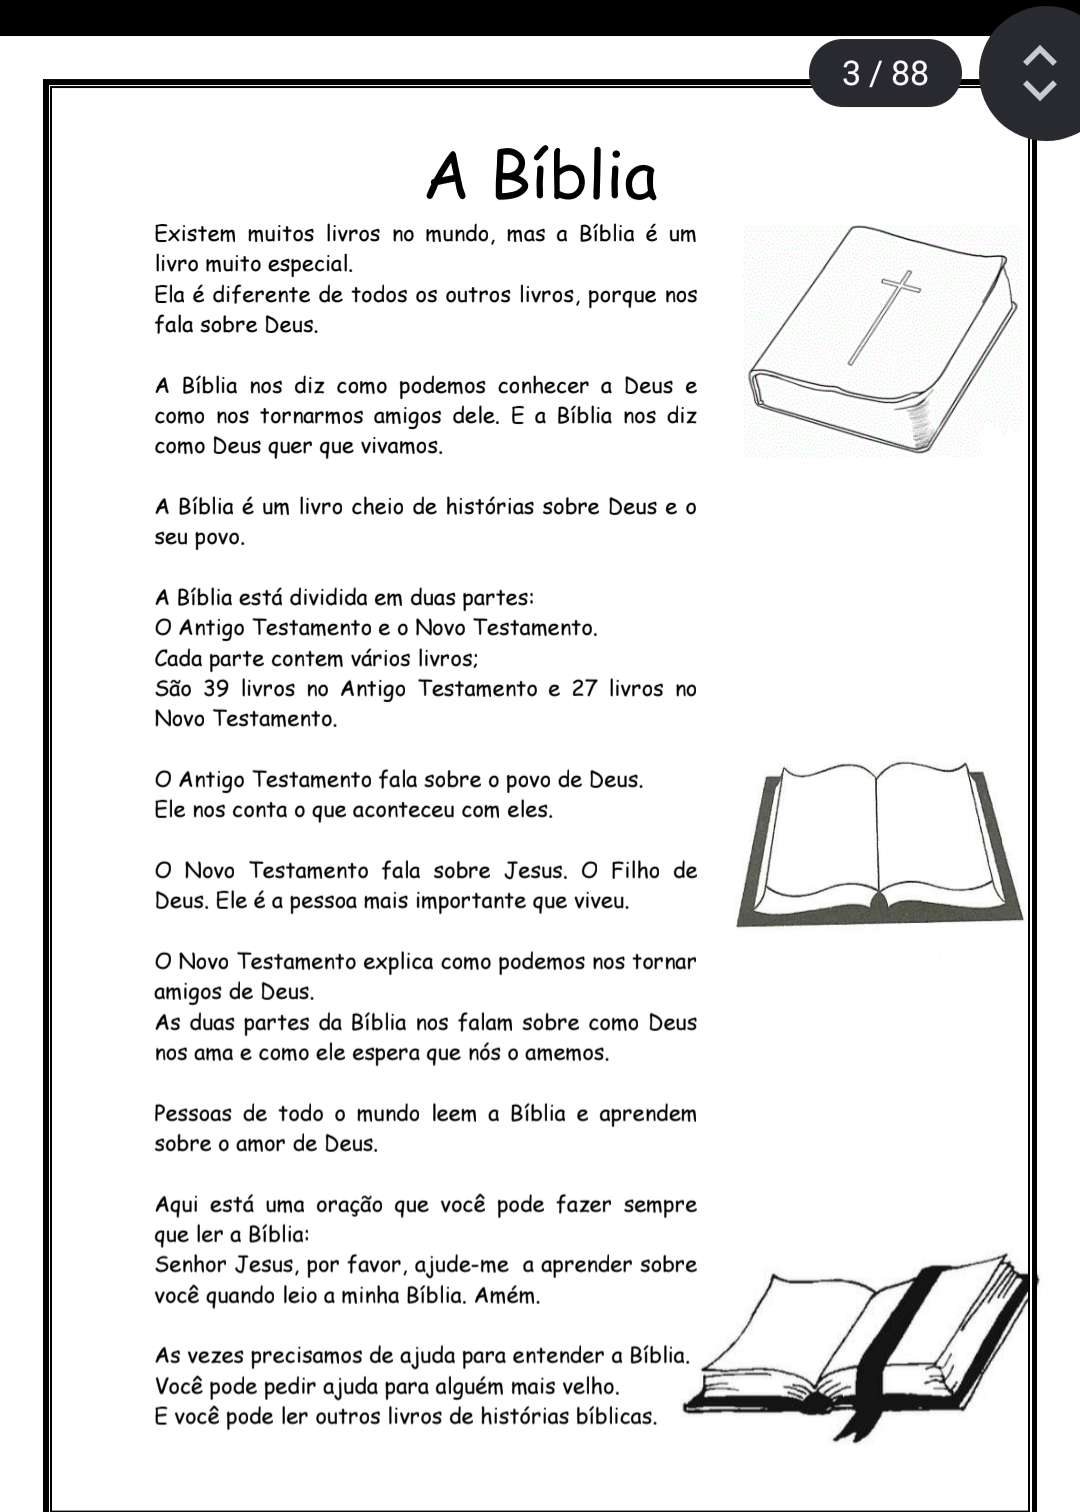 3 / 88
A Bíblia
Existem muitos livros no mundo, mas a Bíblia é um
livro muito especial.
Ela é diferente de todos os outros livros, porque nos
fala sobre Deus.
A Bíblia nos diz como podemos conhecer a Deus e
como nos tornarmos amigos dele. E a Bíblia nos diz
como Deus quer que vivamos.
A Bíblia é um livro cheio de histórias sobre Deus e o
seu povo.
A Bíblia está dividida em duas partes:
O Antigo Testamento e o Novo Testamento.
Cada parte contem vários livros;
São 39 livros no Antigo Testamento e 27 livros no
Novo Testamento.
O Antigo Testamento fala sobre o povo de Deus.
Ele nos conta o que aconteceu com eles.
O Novo Testamento fala sobre Jesus. O Filho de
Deus. Ele é a pessoa mais importante que viveu.
O Novo Testamento explica como podemos nos tornar
amigos de Deus.
As duas partes da Bíblia nos falam sobre como Deus
nos ama e como ele espera que nós o amemos.
Pessoas de todo o mundo leem a Bíblia e aprendem
sobre o amor de Deus.
Aqui está uma oração que você pode fazer sempre
que ler a Bíblia:
Senhor Jesus, por favor, ajude-me a aprender sobre
você quando leio a minha Bíblia. Amém.
As vezes precisamos de ajuda para entender a Bíblia.
Você pode pedir ajuda para alguém mais velho.
E você pode ler outros livros de histórias bíblicas.